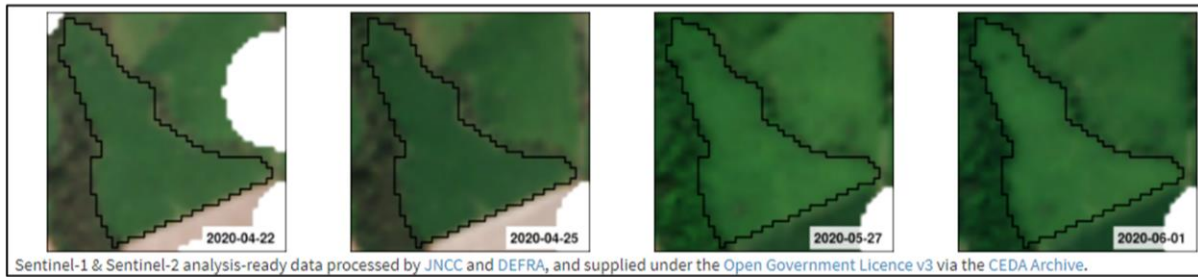 2020-04-22
2020-04-25
2020-05-27
2020-06-01
Sentinel-1 & Sentinel-2 analysis-ready data processed by JNCC and DEFRA, and supplied under the Open Government Licence v3 via the CEDA Archive.